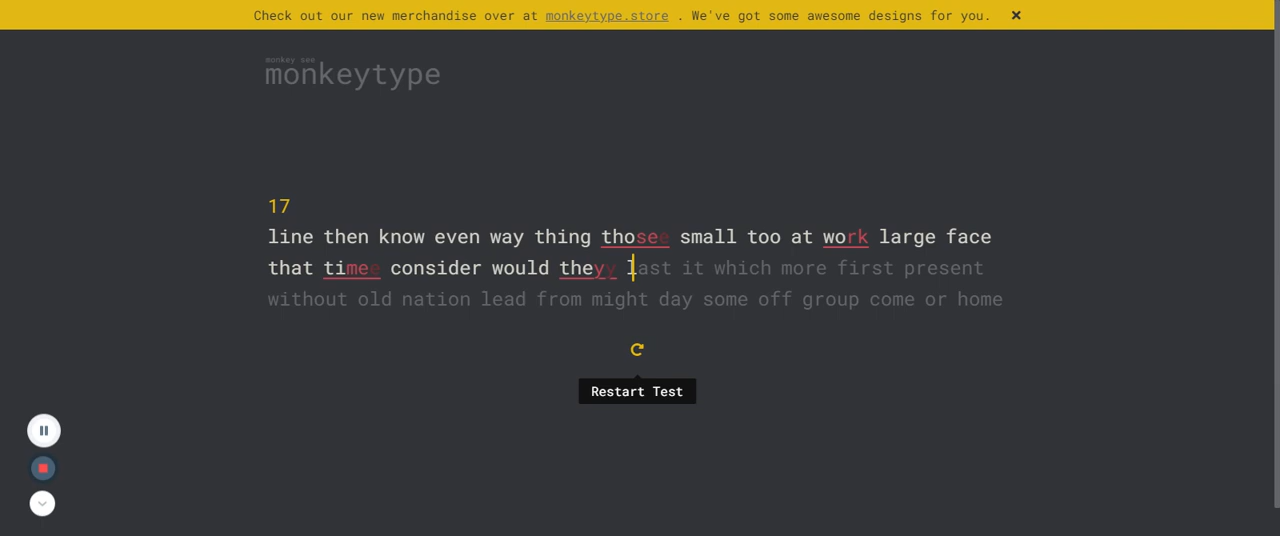 Check out our new merchandise over at monkeytype.store . We've got some awesome designs for you. ×
monkey see
monkeytype
17
line then know even way thing thosee small too at work large face
that timee consider would theyy last it which more first present
without old nation lead from might day some off group come or home
Restart Test